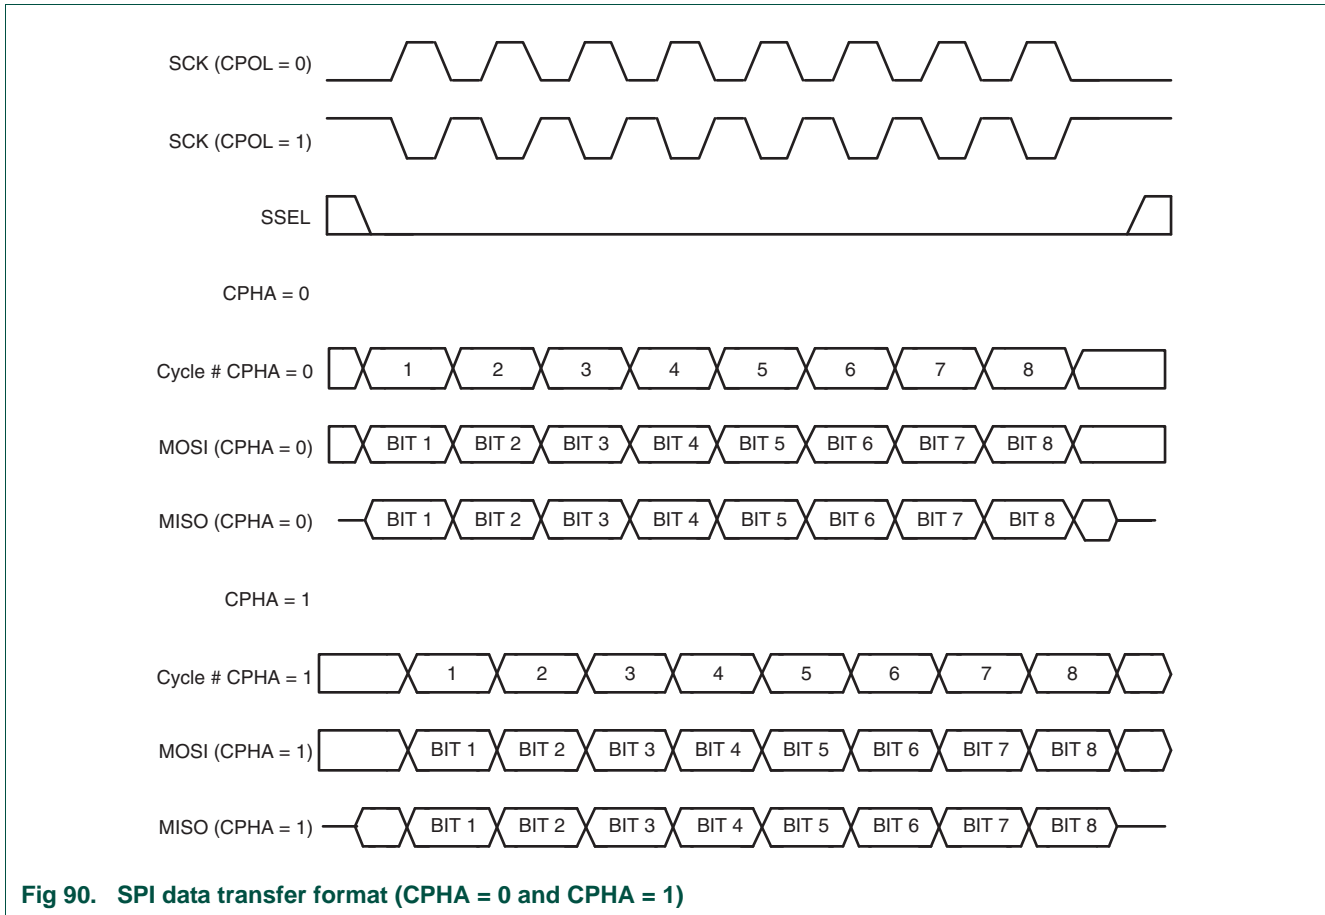 SCK (CPOL = 0)
SCK (CPOL = 1)
SSEL
CPHA = 0
Cycle # CPHA = 0 1 2 3 4 5 6 7 8
MOSI (CPHA = 0) BIT 1 BIT 2 BIT 3 BIT 4 BIT 5 BIT 6 BIT 7 BIT 8
MISO (CPHA = 0) BIT 1 BIT 2 BIT 3 BIT 4 BIT 5 BIT 6 BIT 7 BIT 8
CPHA = 1
Cycle # CPHA = 1 1 2 3 4 5 6 7 8
MOSI (CPHA = 1) BIT 1 BIT 2 BIT 3 BIT 4 BIT 5 BIT 6 BIT 7 BIT 8
MISO (CPHA = 1) BIT 1 BIT 2 BIT 3 BIT 4 BIT 5 BIT 6 BIT 7 BIT 8
Fig 90. SPI data transfer format (CPHA = 0 and CPHA = 1)